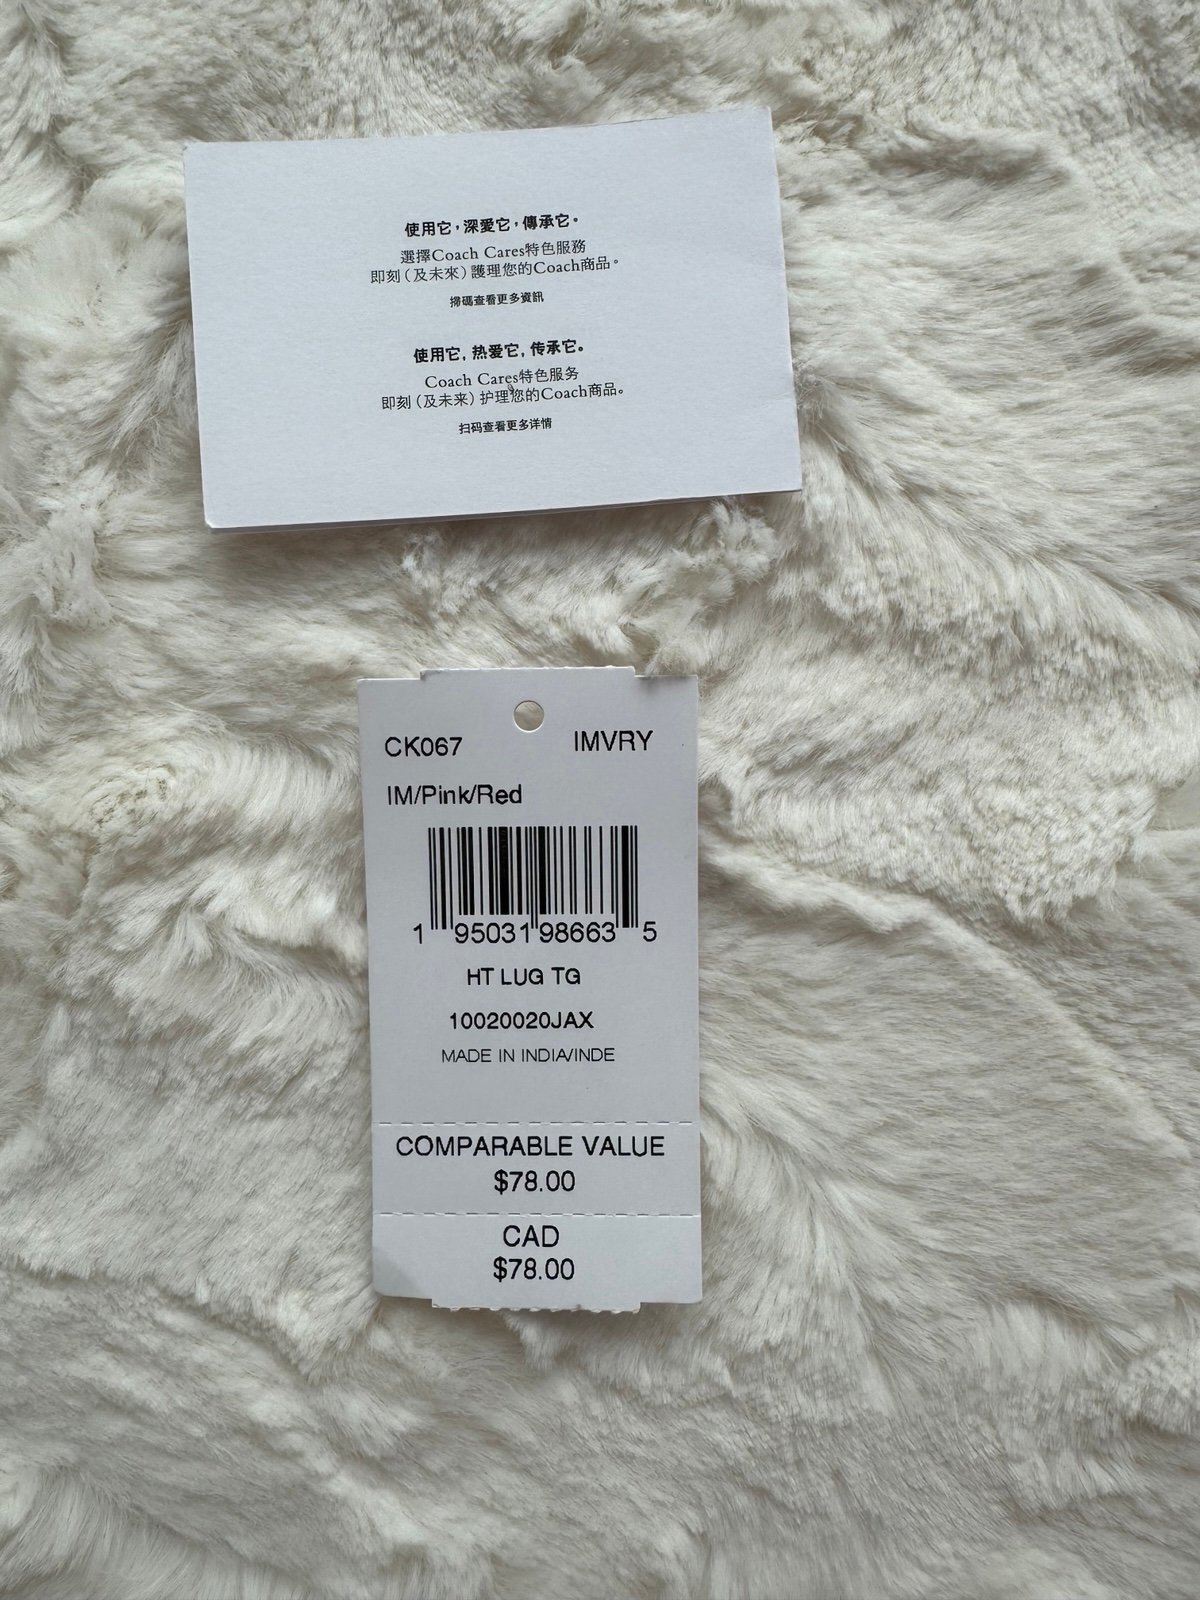 使用它，深愛它，傳承它。
選擇Coach Cares特色服務
即刻（及未來）護理您的Coach商品。
掃碼查看更多資訊
使用它，热爱它，传承它。
Coach Cares特色服务
即刻（及未来）护理您的Coach商品。
扫码查看更多详情
CK067 IMVRY
IM/Pink/Red
1 95031 98663 5
HT LUG TG
10020020JAX
MADE IN INDIA/INDE
COMPARABLE VALUE
$78.00
CAD
$78.00